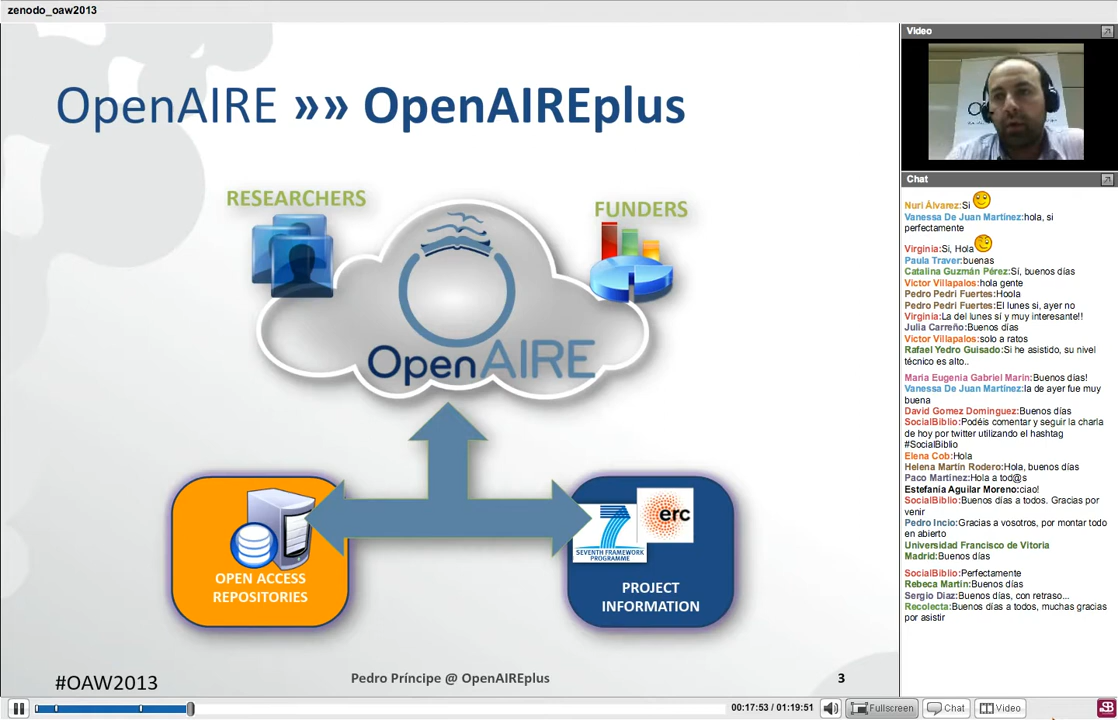 zenodo_oaw2013
OpenAIRE »» OpenAIREplus
RESEARCHERS
FUNDERS
OpenAIRE
OPEN ACCESS
REPOSITORIES
SEVENTH FRAMEWORK
PROGRAMME
erc
PROJECT
INFORMATION
#OAW2013
Pedro Príncipe @ OpenAIREplus
3
Video
Chat
Nuri Álvarez:Si
Vanessa De Juan Martínez:hola, si
perfectamente
Virginia:Si, Hola
Paula Traver:buenas
Catalina Guzmán Pérez:Sí, buenos días
Victor Villapalos:hola gente
Pedro Pedri Fuertes:Hoola
Pedro Pedri Fuertes:El lunes si, ayer no
Virginia:La del lunes sí y muy interesante!!
Julia Carreño:Buenos días
Victor Villapalos:solo a ratos
Rafael Yedro Guisado:Si he asistido, su nivel
técnico es alto..
Maria Eugenia Gabriel Marin:Buenos días!
Vanessa De Juan Martínez:la de ayer fue muy
buena
David Gomez Dominguez:Buenos días
SocialBiblio:Podéis comentar y seguir la charla
de hoy por twitter utilizando el hashtag
#SocialBiblio
Elena Cob:Hola
Helena Martín Rodero:Hola, buenos días
Paco Martínez:Hola a tod@s
Estefanía Aguilar Moreno:ciao!
SocialBiblio:Buenos días a todos. Gracias por
venir
Pedro Incio:Gracias a vosotros, por montar todo
en abierto
Universidad Francisco de Vitoria
Madrid:Buenos días
SocialBiblio:Perfectamente
Rebeca Martín:Buenos días
Sergio Diaz:Buenos días, con retraso...
Recolecta:Buenos días a todos, muchas gracias
por asistir
00:17:53 / 01:19:51
Fullscreen
Chat
Video